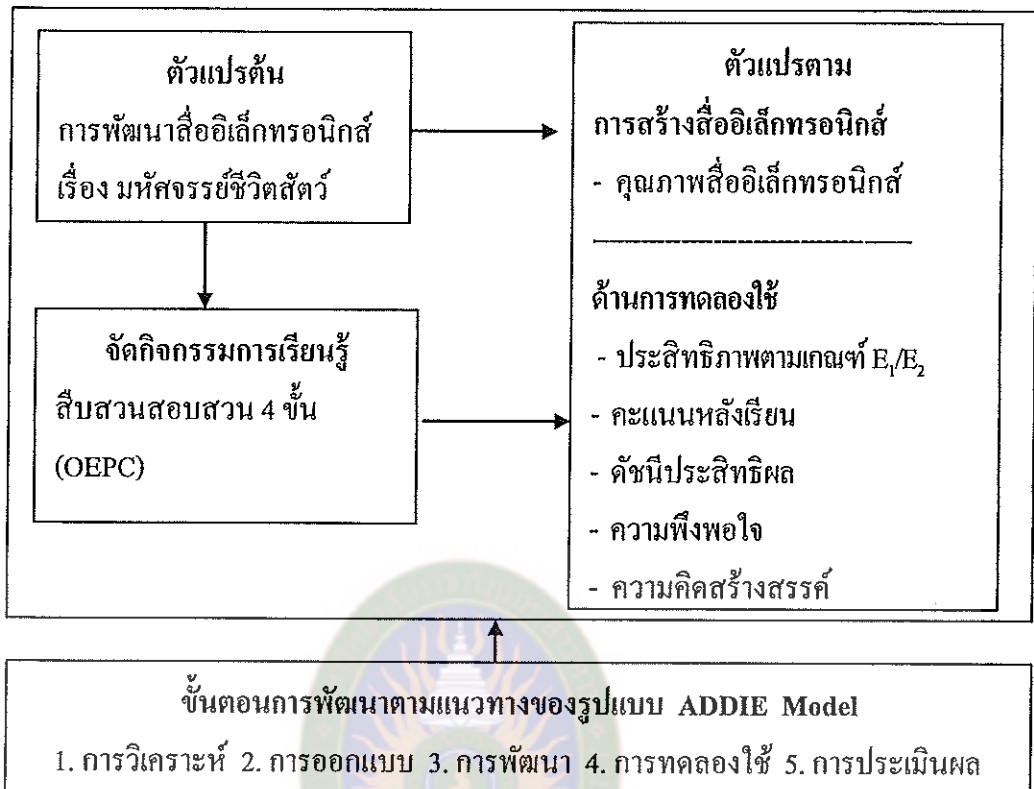 ตัวแปรต้น
การพัฒนาสื่ออิเล็กทรอนิกส์
เรื่อง มหัศจรรย์ชีวิตสัตว์
จัดกิจกรรมการเรียนรู้
สืบสวนสอบสวน 4 ขั้น
(OEPC)
ตัวแปรตาม
การสร้างสื่ออิเล็กทรอนิกส์
- คุณภาพสื่ออิเล็กทรอนิกส์
ด้านการทดลองใช้
- ประสิทธิภาพตามเกณฑ์ E₁/E₂
- คะแนนหลังเรียน
- ดัชนีประสิทธิผล
- ความพึงพอใจ
- ความคิดสร้างสรรค์
ขั้นตอนการพัฒนาตามแนวทางของรูปแบบ ADDIE Model
1. การวิเคราะห์ 2. การออกแบบ 3. การพัฒนา 4. การทดลองใช้ 5. การประเมินผล